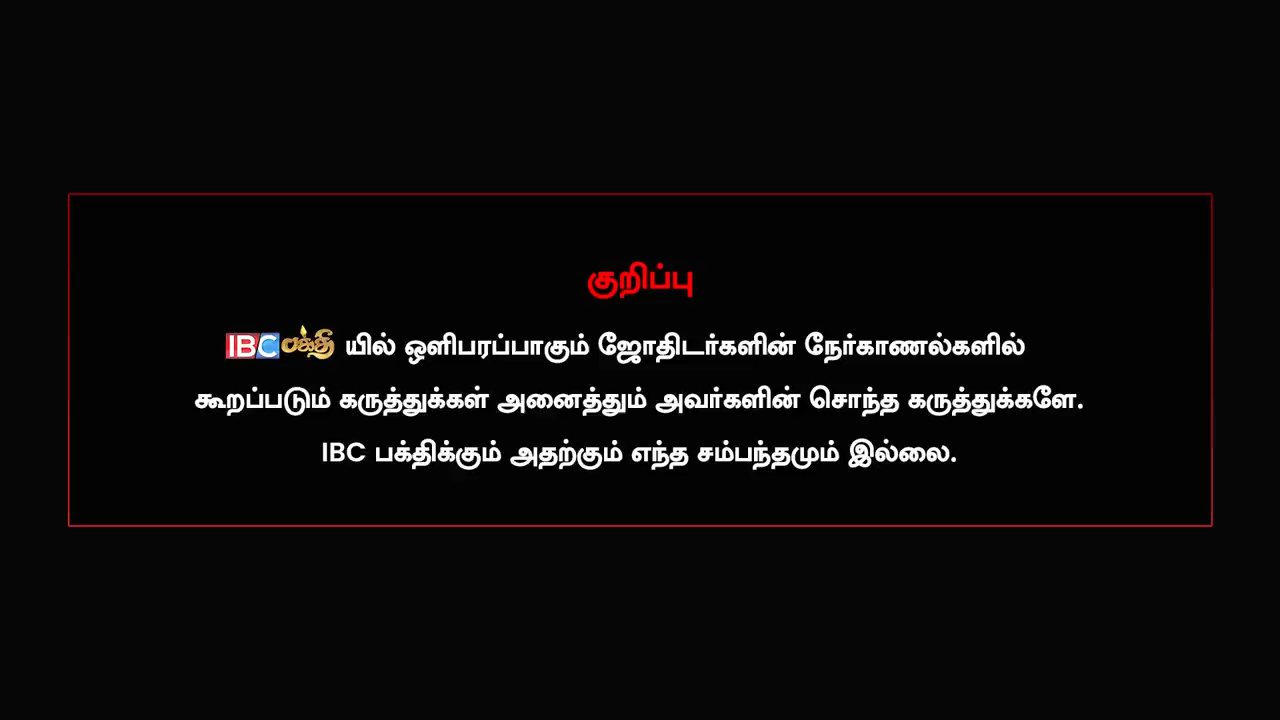 குறிப்பு
IBC பக்தி யில் ஒளிபரப்பாகும் ஜோதிடர்களின் நேர்காணல்களில்
கூறப்படும் கருத்துக்கள் அனைத்தும் அவர்களின் சொந்த கருத்துக்களே.
IBC பக்திக்கும் அதற்கும் எந்த சம்பந்தமும் இல்லை.